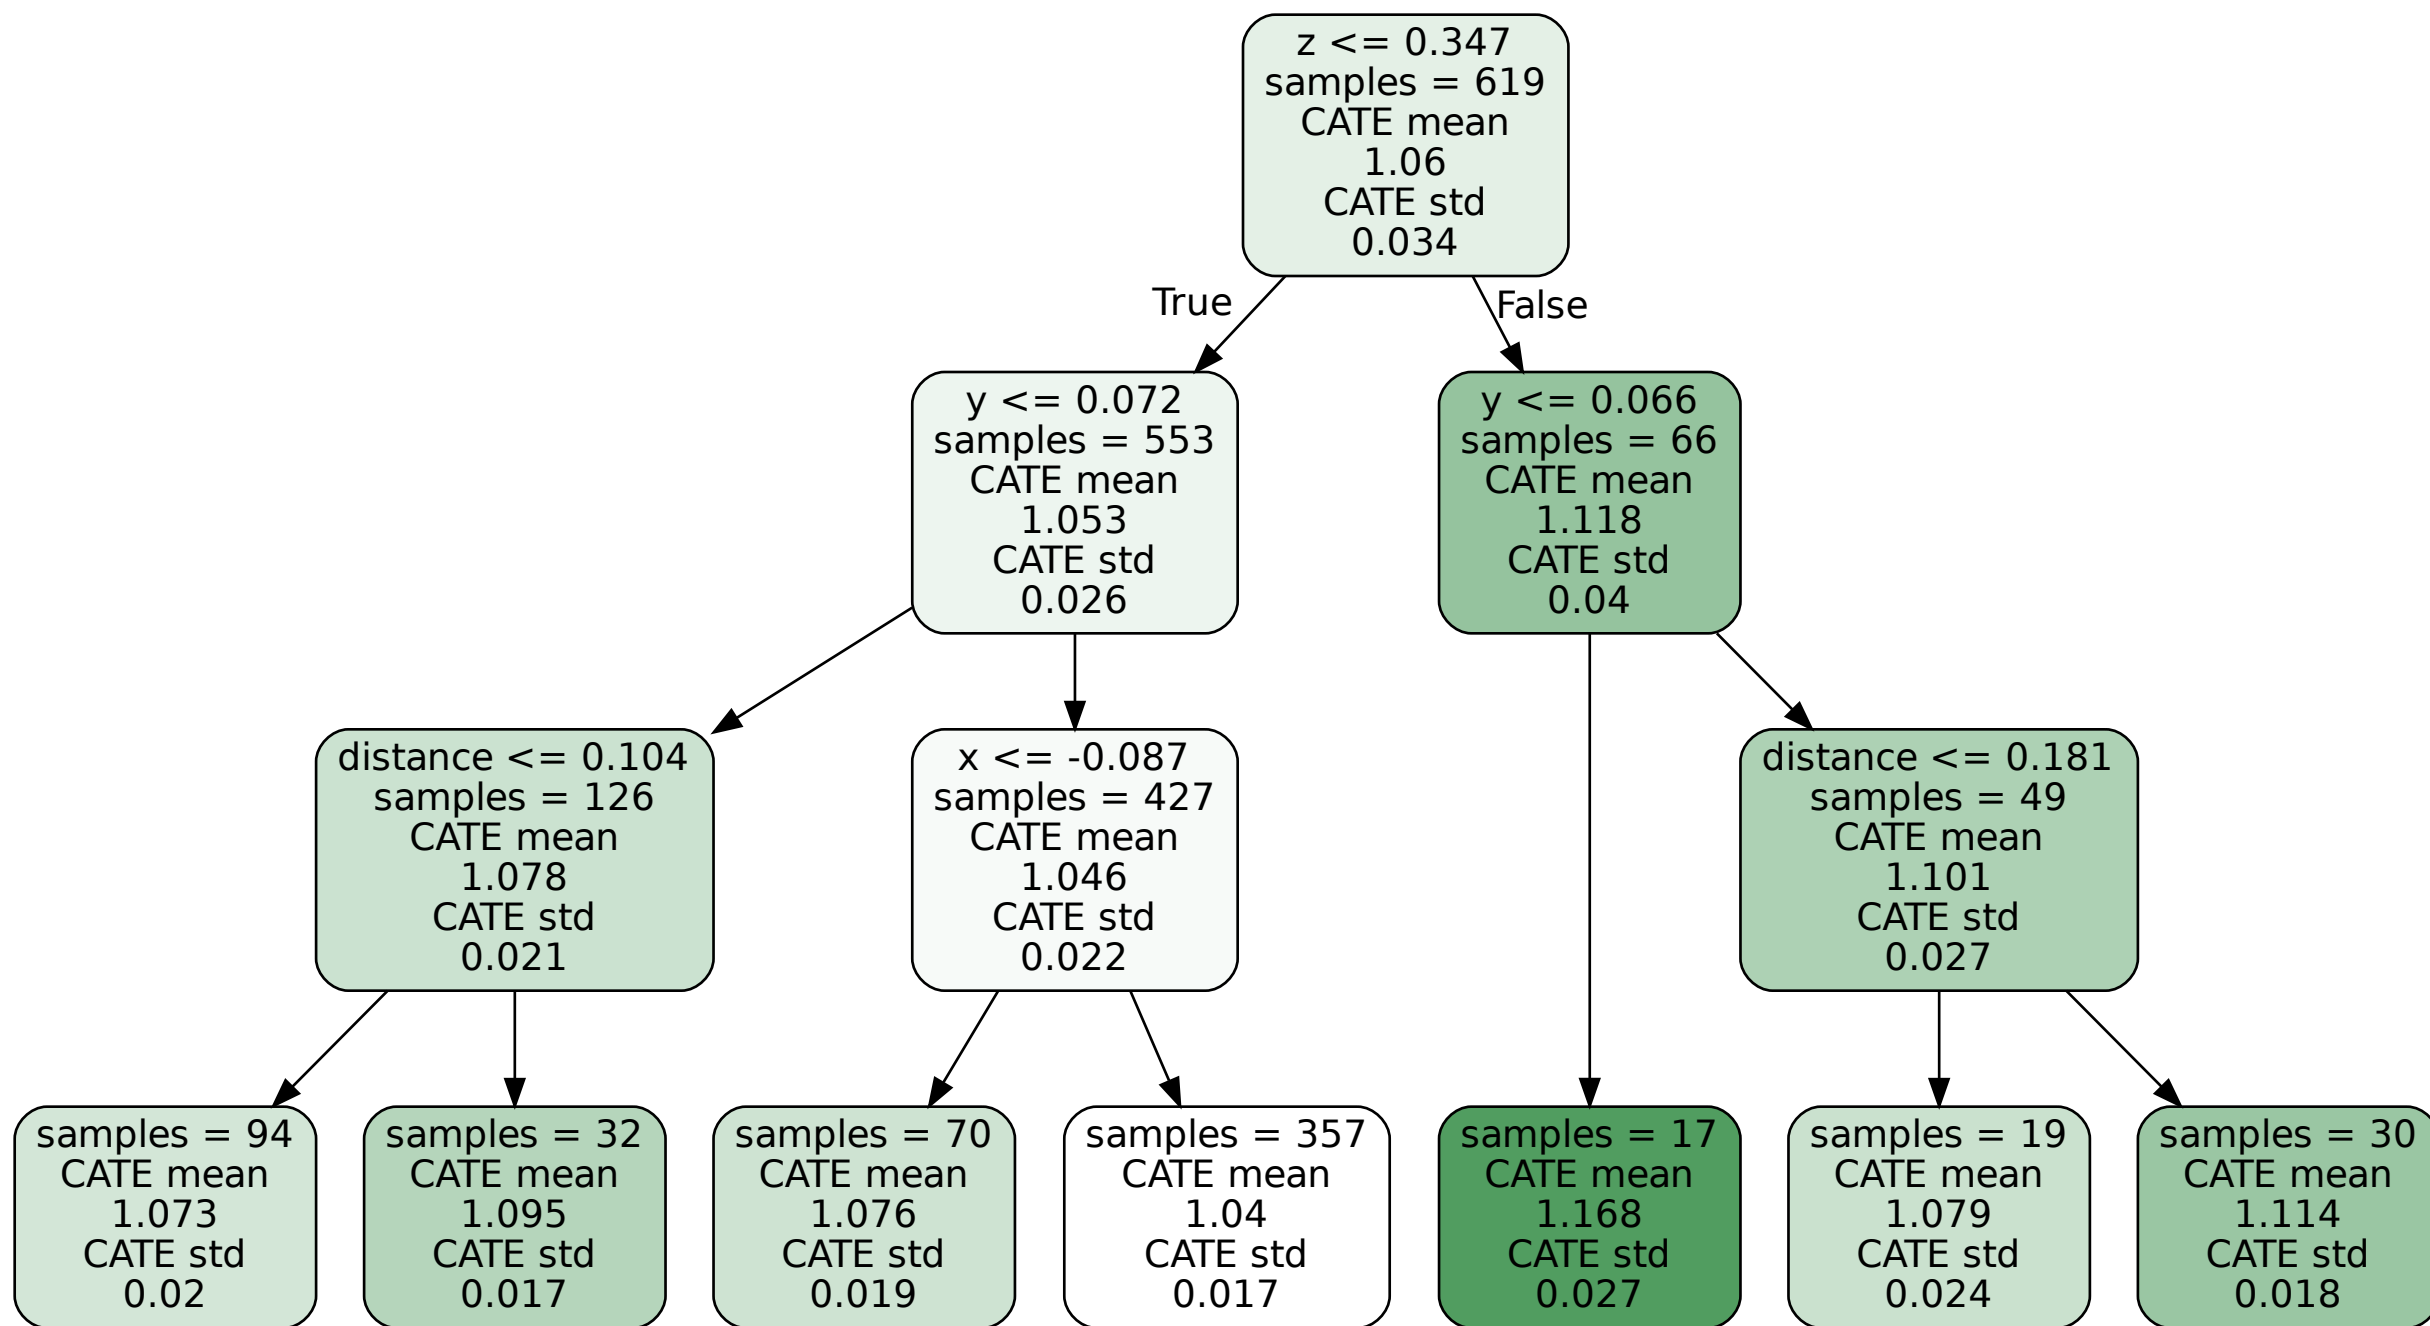 z <= 0.347
samples = 619
CATE mean
1.06
CATE std
0.034
True
False
y <= 0.072
samples = 553
CATE mean
1.053
CATE std
0.026
y <= 0.066
samples = 66
CATE mean
1.118
CATE std
0.04
distance <= 0.104
samples = 126
CATE mean
1.078
CATE std
0.021
x <= -0.087
samples = 427
CATE mean
1.046
CATE std
0.022
distance <= 0.181
samples = 49
CATE mean
1.101
CATE std
0.027
samples = 94
CATE mean
1.073
CATE std
0.02
samples = 32
CATE mean
1.095
CATE std
0.017
samples = 70
CATE mean
1.076
CATE std
0.019
samples = 357
CATE mean
1.04
CATE std
0.017
samples = 17
CATE mean
1.168
CATE std
0.027
samples = 19
CATE mean
1.079
CATE std
0.024
samples = 30
CATE mean
1.114
CATE std
0.018